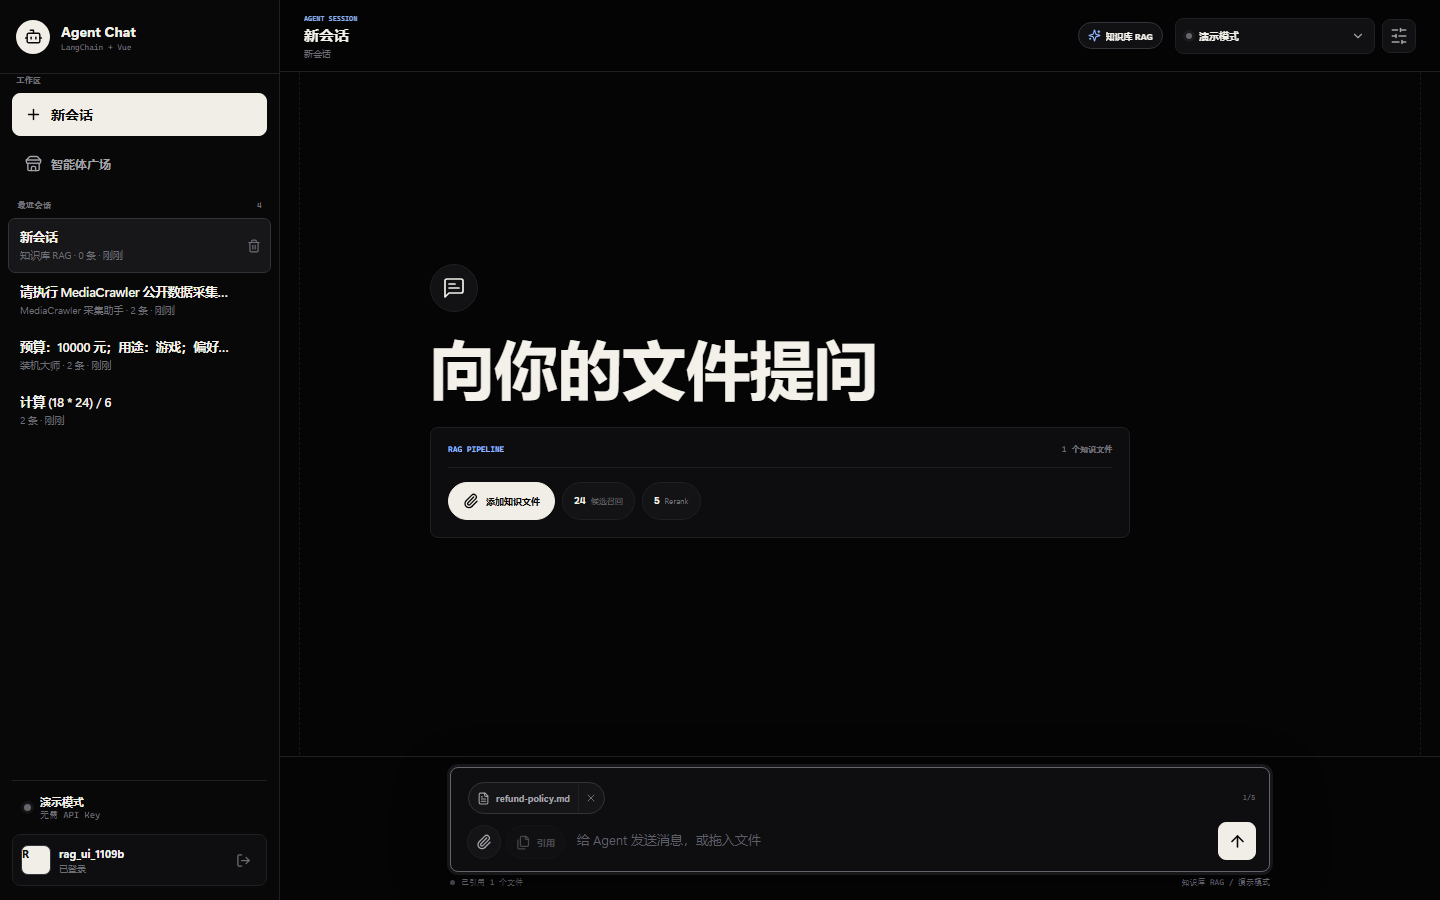 Agent Chat
LangChain + Vue
工作区
新会话
智能体广场
最近会话 4
新会话
知识库 RAG · 0 条 · 刚刚
请执行 MediaCrawler 公开数据采集...
MediaCrawler 采集助手 · 2 条 · 刚刚
预算：10000 元；用途：游戏；偏好...
装机大师 · 2 条 · 刚刚
计算 (18 * 24) / 6
2 条 · 刚刚
演示模式
无需 API Key
R
rag_ui_1109b
已登录
AGENT SESSION
新会话
新会话
知识库 RAG
演示模式
向你的文件提问
RAG PIPELINE
1 个知识文件
添加知识文件
24 候选召回
5 Rerank
refund-policy.md
1/5
引用
给 Agent 发送消息，或拖入文件
已引用 1 个文件
知识库 RAG / 演示模式